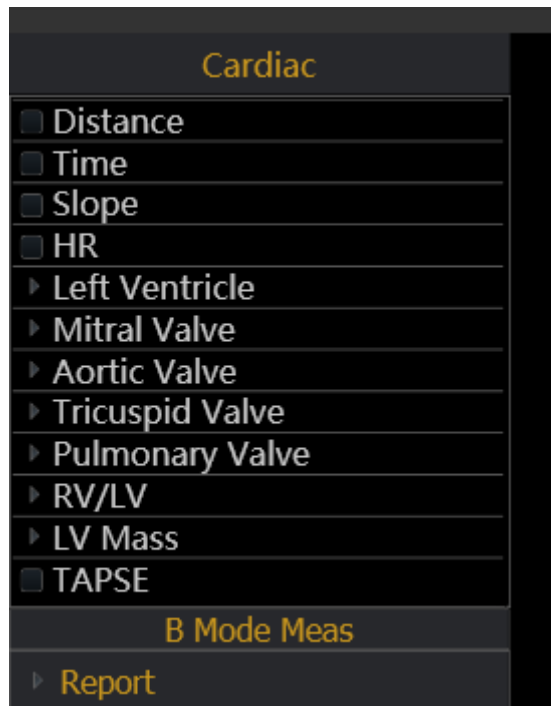 Cardiac
Distance
Time
Slope
HR
Left Ventricle
Mitral Valve
Aortic Valve
Tricuspid Valve
Pulmonary Valve
RV/LV
LV Mass
TAPSE
B Mode Meas
Report